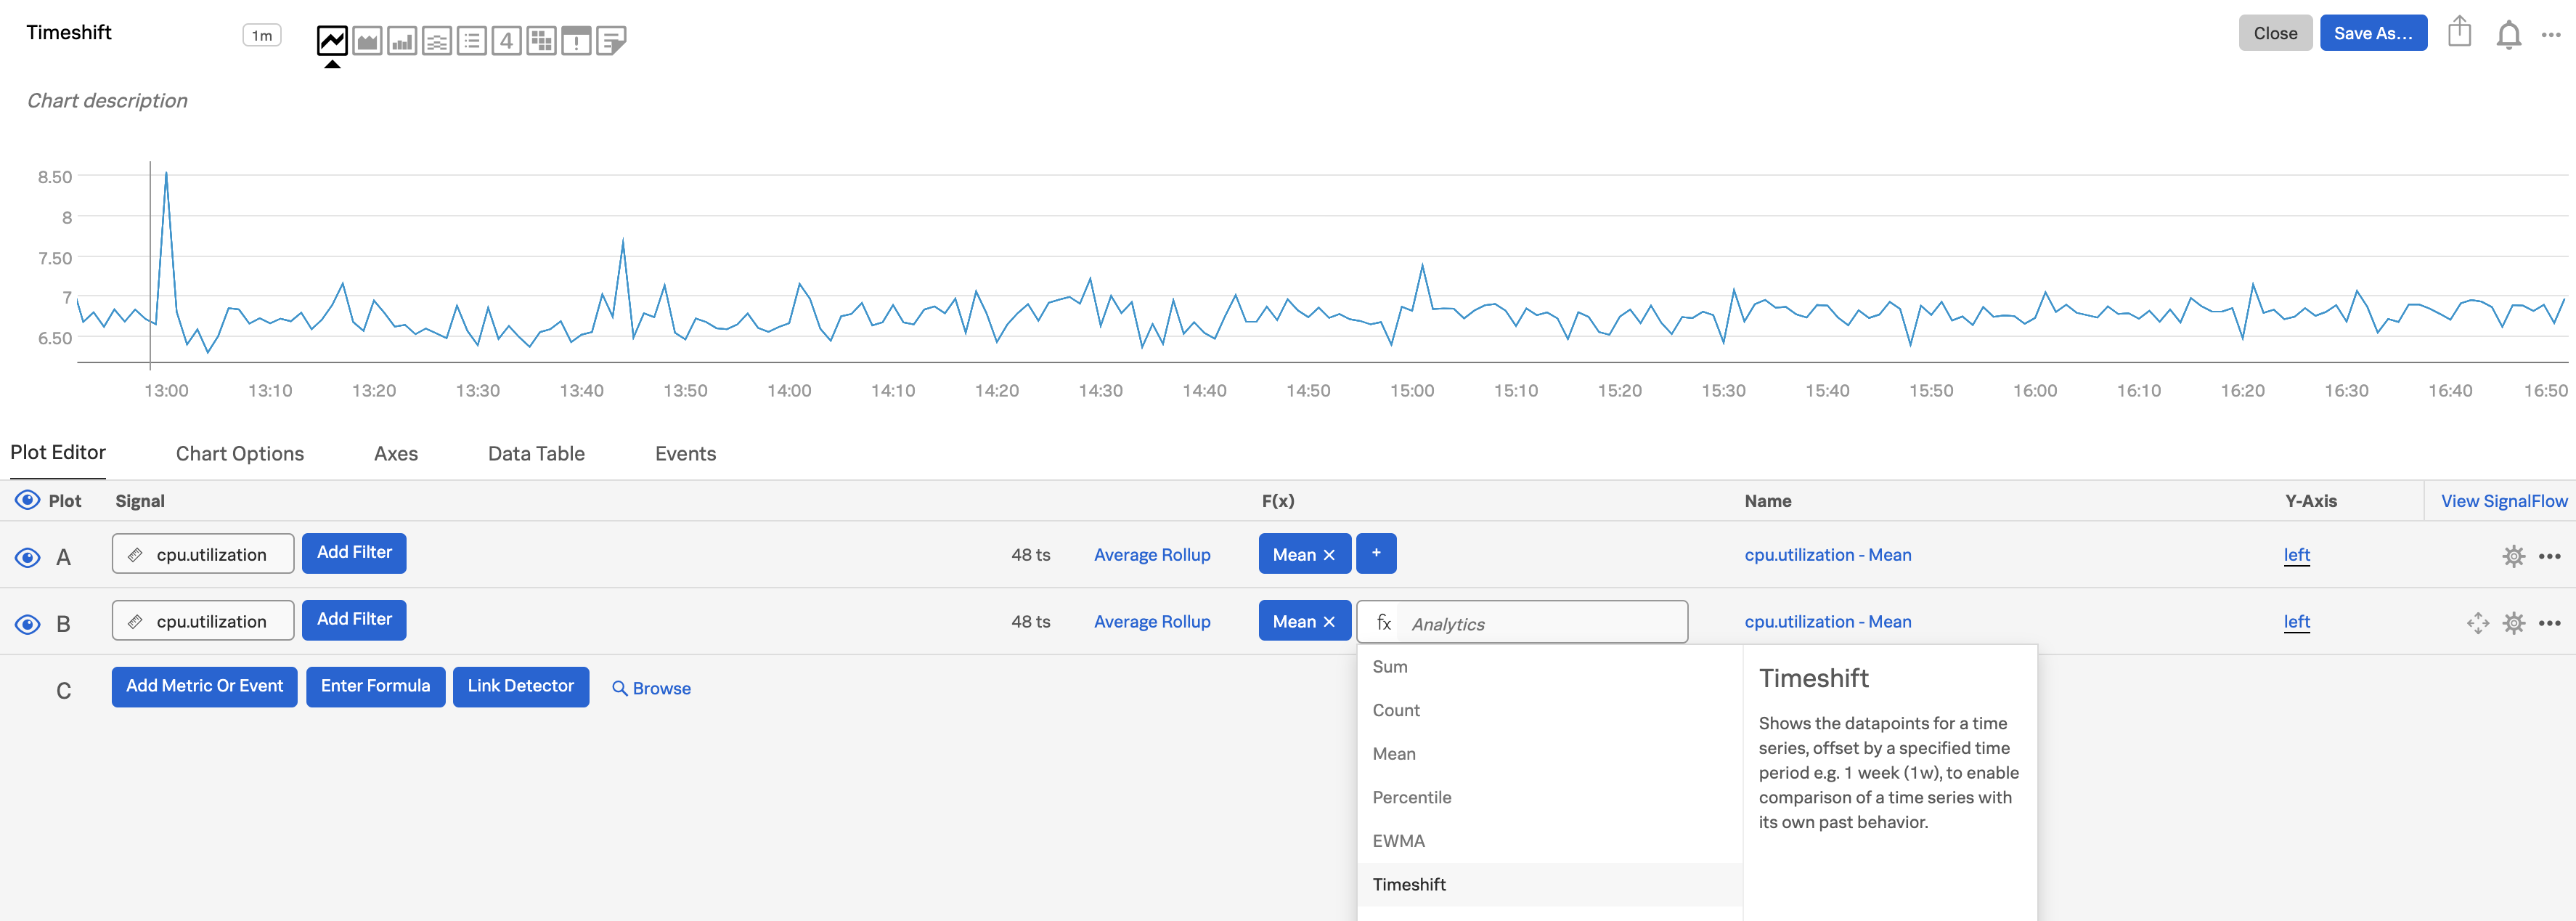 Timeshift
1m
4
Close
Save As...
Chart description
8.50
8
7.50
7
6.50
13:00 13:10 13:20 13:30 13:40 13:50 14:00 14:10 14:20 14:30 14:40 14:50 15:00 15:10 15:20 15:30 15:40 15:50 16:00 16:10 16:20 16:30 16:40 16:50
Plot Editor Chart Options Axes Data Table Events
Plot Signal F(x) Name Y-Axis View SignalFlow
A cpu.utilization Add Filter 48 ts Average Rollup Mean + cpu.utilization - Mean left
B cpu.utilization Add Filter 48 ts Average Rollup Mean fx Analytics cpu.utilization - Mean left
C Add Metric Or Event Enter Formula Link Detector Browse
Sum
Count
Mean
Percentile
EWMA
Timeshift
Timeshift
Shows the datapoints for a time
series, offset by a specified time
period e.g. 1 week (1w), to enable
comparison of a time series with
its own past behavior.